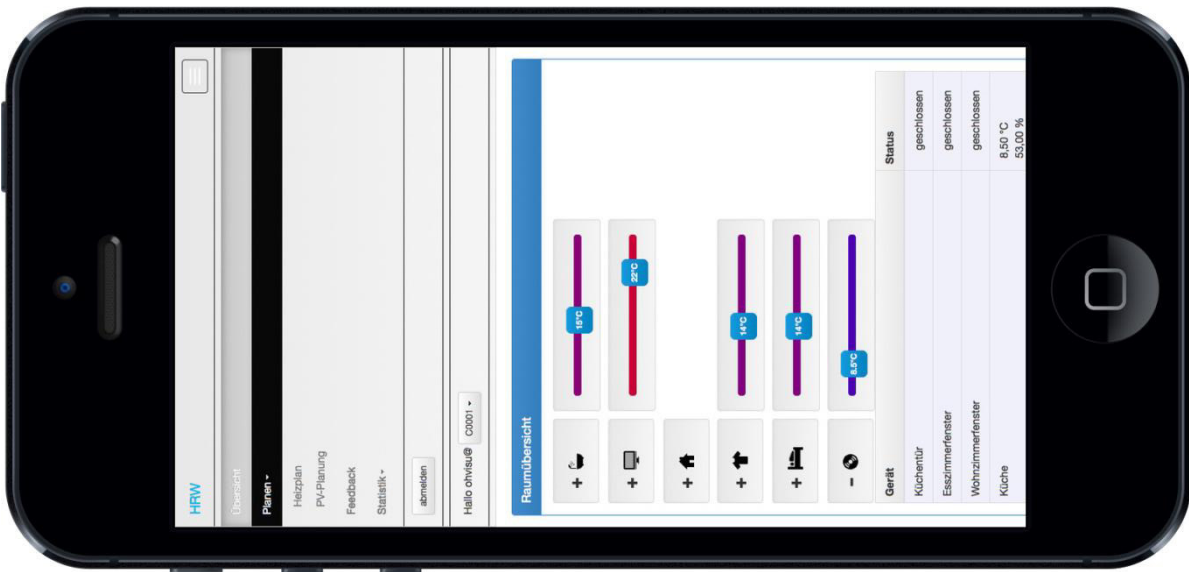 HRW
Übersicht
Planen
Heizplan
PV-Planung
Feedback
Statistik
abmelden
Hallo ohvisu@ C0001
Raumübersicht
+ 15°C
+ 22°C
+
+ 14°C
+ 14°C
- 8.5°C
Gerät Status
Küchentür geschlossen
Esszimmerfenster geschlossen
Wohnzimmerfenster geschlossen
Küche 8,50 °C
53,00 %